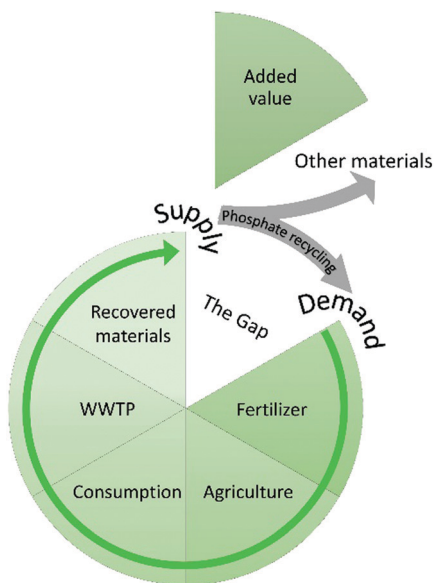 Added
value
Other materials
Supply
Phosphate recycling
Demand
The Gap
Recovered
materials
WWTP
Fertilizer
Consumption
Agriculture